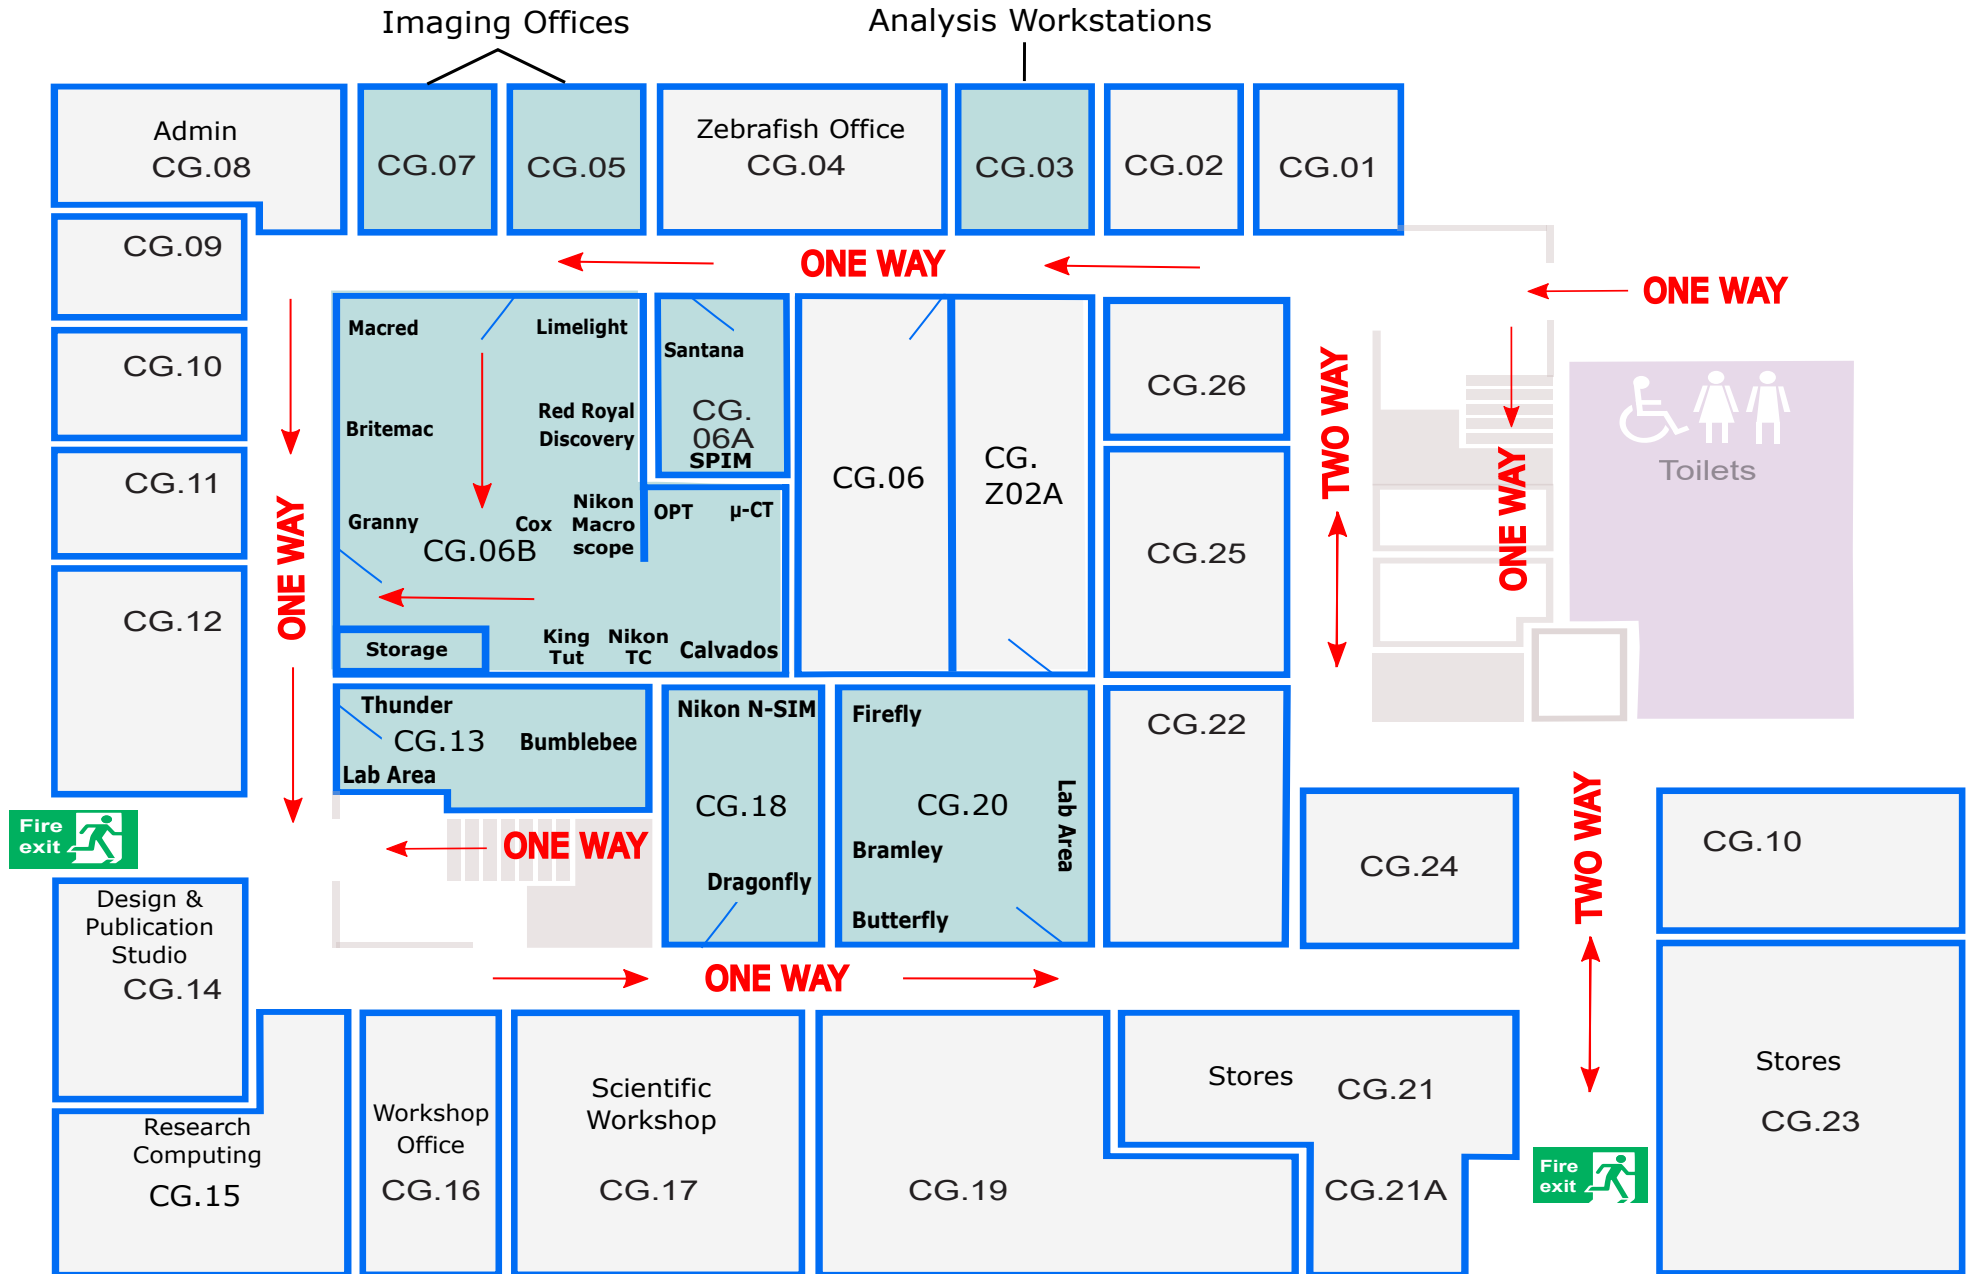 Imaging Offices
Analysis Workstations
Admin
CG.08
CG.07
CG.05
Zebrafish Office
CG.04
CG.03
CG.02
CG.01
CG.09
ONE WAY
ONE WAY
Macred
Limelight
Santana
CG.
06A
SPIM
CG.10
Britemac
Red Royal
Discovery
CG.26
TWO WAY
Toilets
CG.06
CG.
Z02A
CG.11
Granny
Cox
Nikon
Macro
scope
OPT
µ-CT
CG.06B
CG.25
ONE WAY
ONE WAY
CG.12
Storage
King
Tut
Nikon
TC
Calvados
Thunder
CG.13
Bumblebee
Lab Area
Nikon N-SIM
CG.18
Dragonfly
Firefly
CG.20
Lab Area
Bramley
Butterfly
CG.22
CG.24
TWO WAY
CG.10
Fire
exit
ONE WAY
Design &
Publication
Studio
CG.14
ONE WAY
Research
Computing
CG.15
Workshop
Office
CG.16
Scientific
Workshop
CG.17
CG.19
Stores
CG.21
CG.21A
Fire
exit
Stores
CG.23